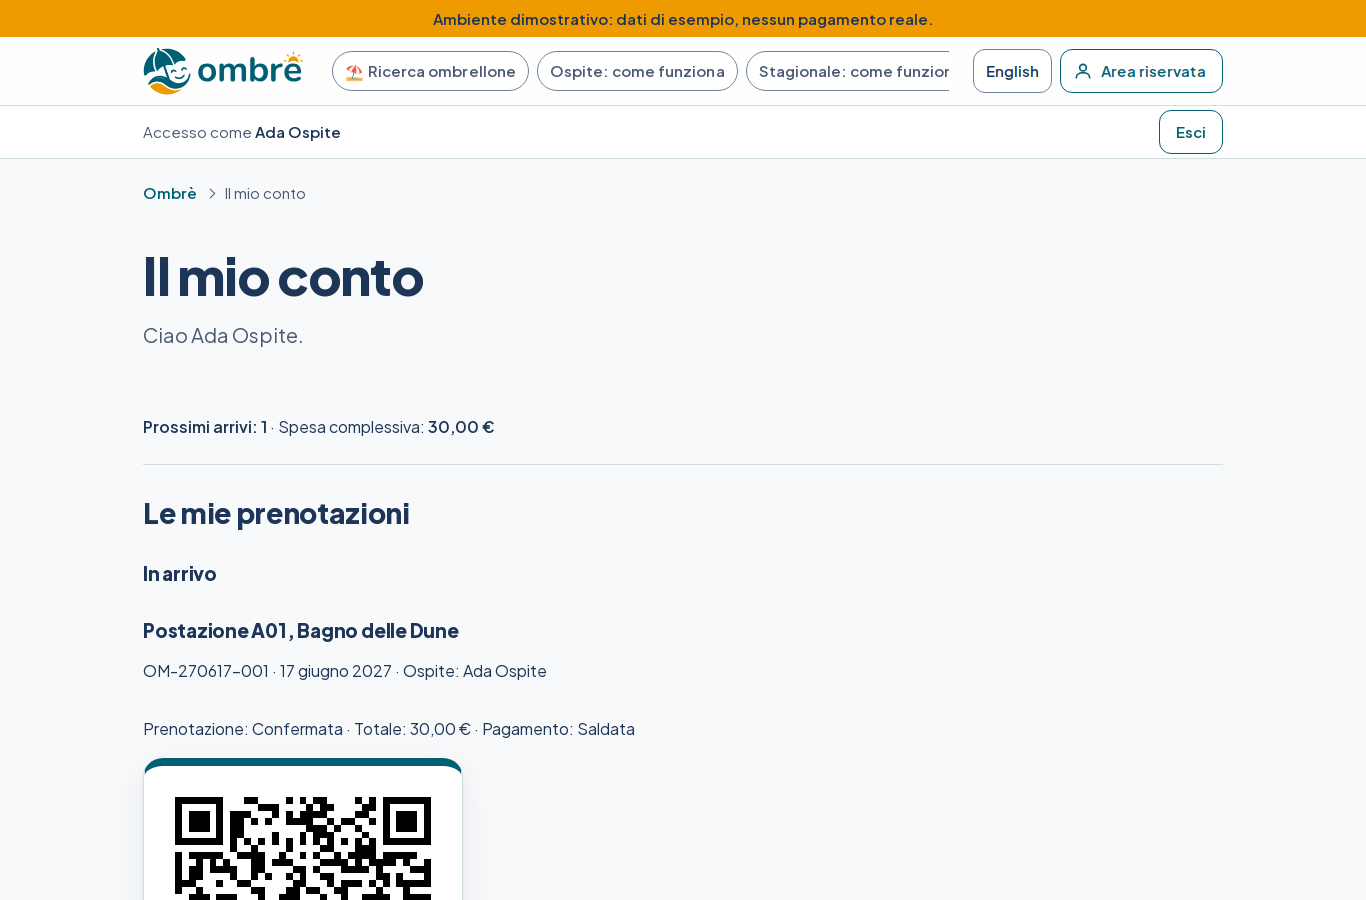 Ambiente dimostrativo: dati di esempio, nessun pagamento reale.
ombrè
Ricerca ombrellone
Ospite: come funziona
Stagionale: come funzion
English
Area riservata
Accesso come Ada Ospite
Esci
Ombrè > Il mio conto
Il mio conto
Ciao Ada Ospite.
Prossimi arrivi: 1 · Spesa complessiva: 30,00 €
Le mie prenotazioni
In arrivo
Postazione A01, Bagno delle Dune
OM-270617-001 · 17 giugno 2027 · Ospite: Ada Ospite
Prenotazione: Confermata · Totale: 30,00 € · Pagamento: Saldata